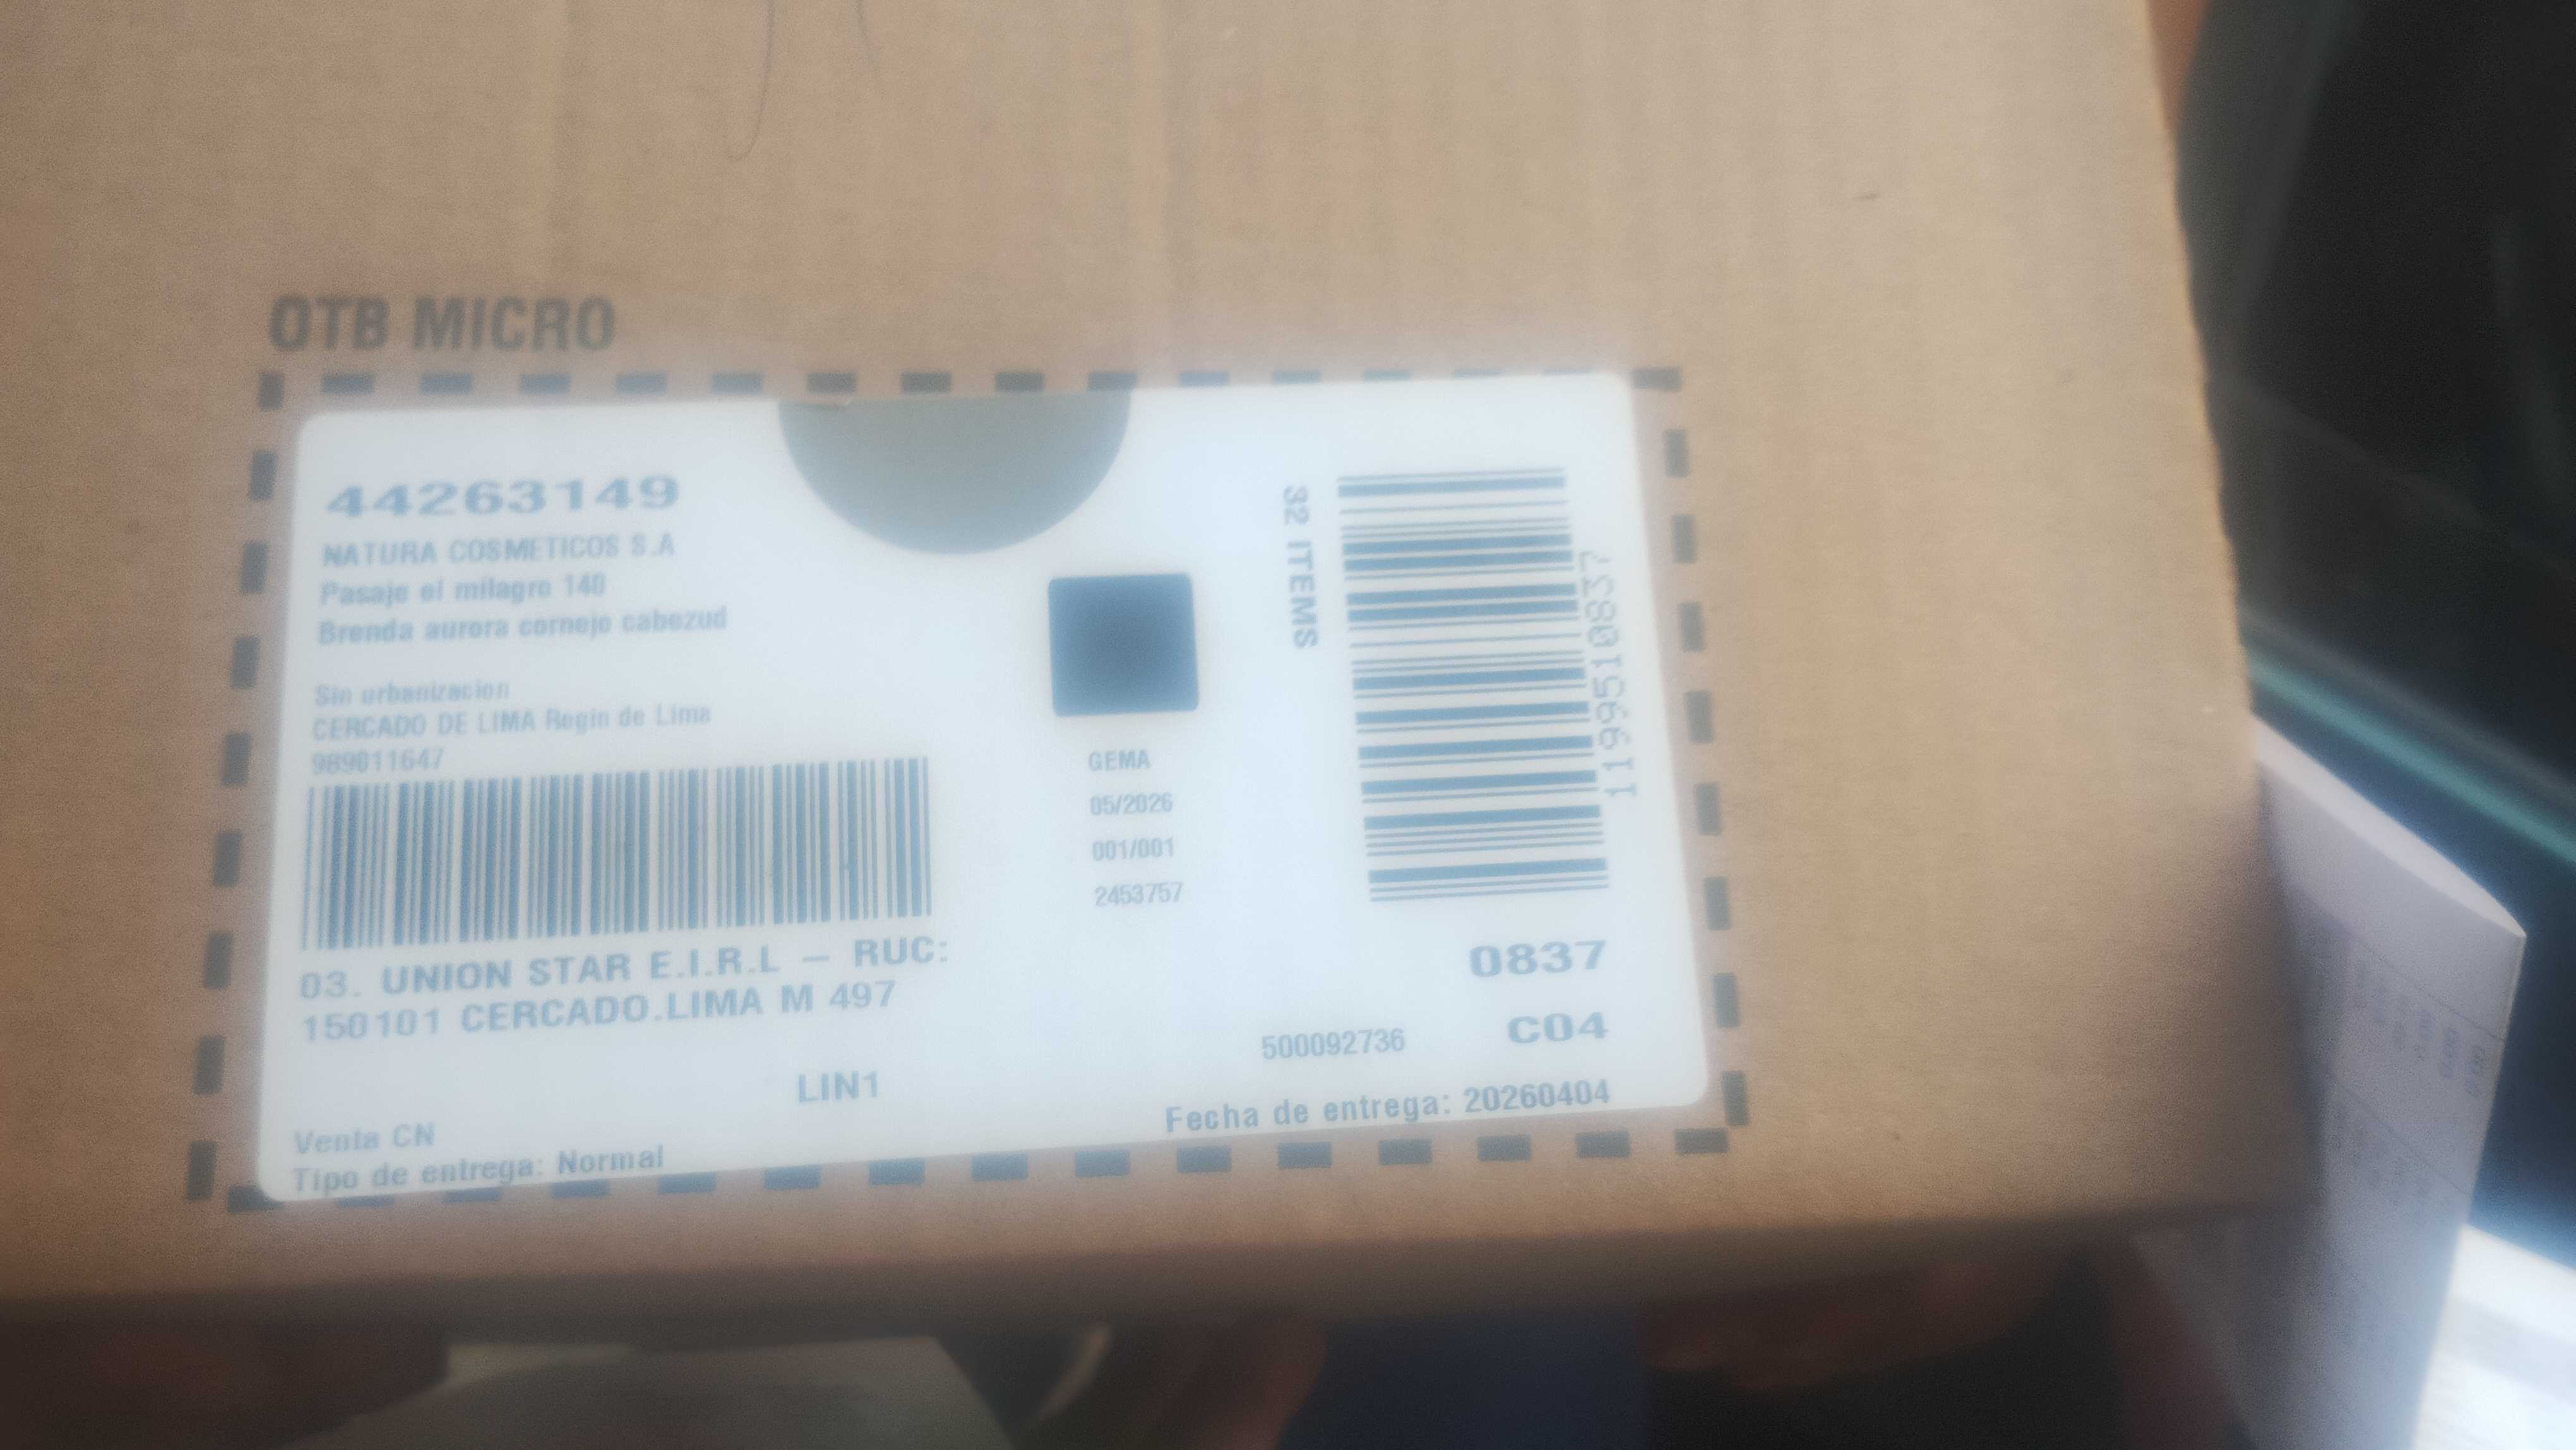 OTB MICRO
44263149
NATURA COSMETICOS S.A
Pasaje el milagro 140
Brenda aurora cornejo cabezud
Sin urbanizacion
CERCADO DE LIMA Regin de Lima
989011647
03. UNION STAR E.I.R.L – RUC:
150101 CERCADO.LIMA M 497
LIN1
Venta CN
Tipo de entrega: Normal
GEMA
05/2026
001/001
2453757
32 ITEMS
1199510837
0837
C04
500092736
Fecha de entrega: 20260404